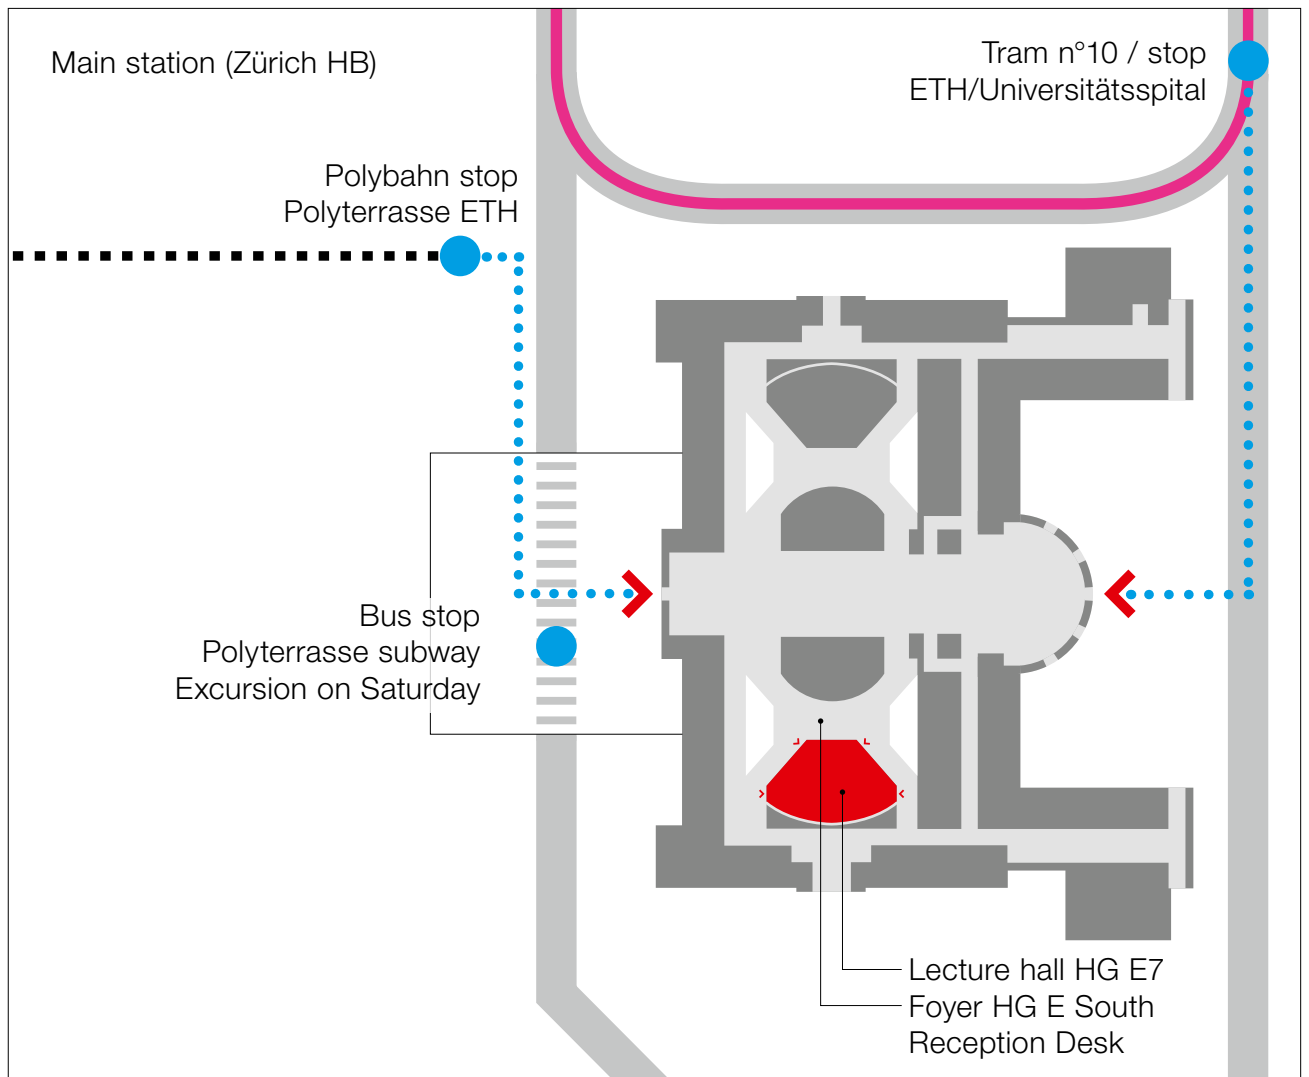 Main station (Zürich HB)
Tram n°10 / stop
ETH/Universitätsspital
Polybahn stop
Polyterrasse ETH
Bus stop
Polyterrasse subway
Excursion on Saturday
Lecture hall HG E7
Foyer HG E South
Reception Desk